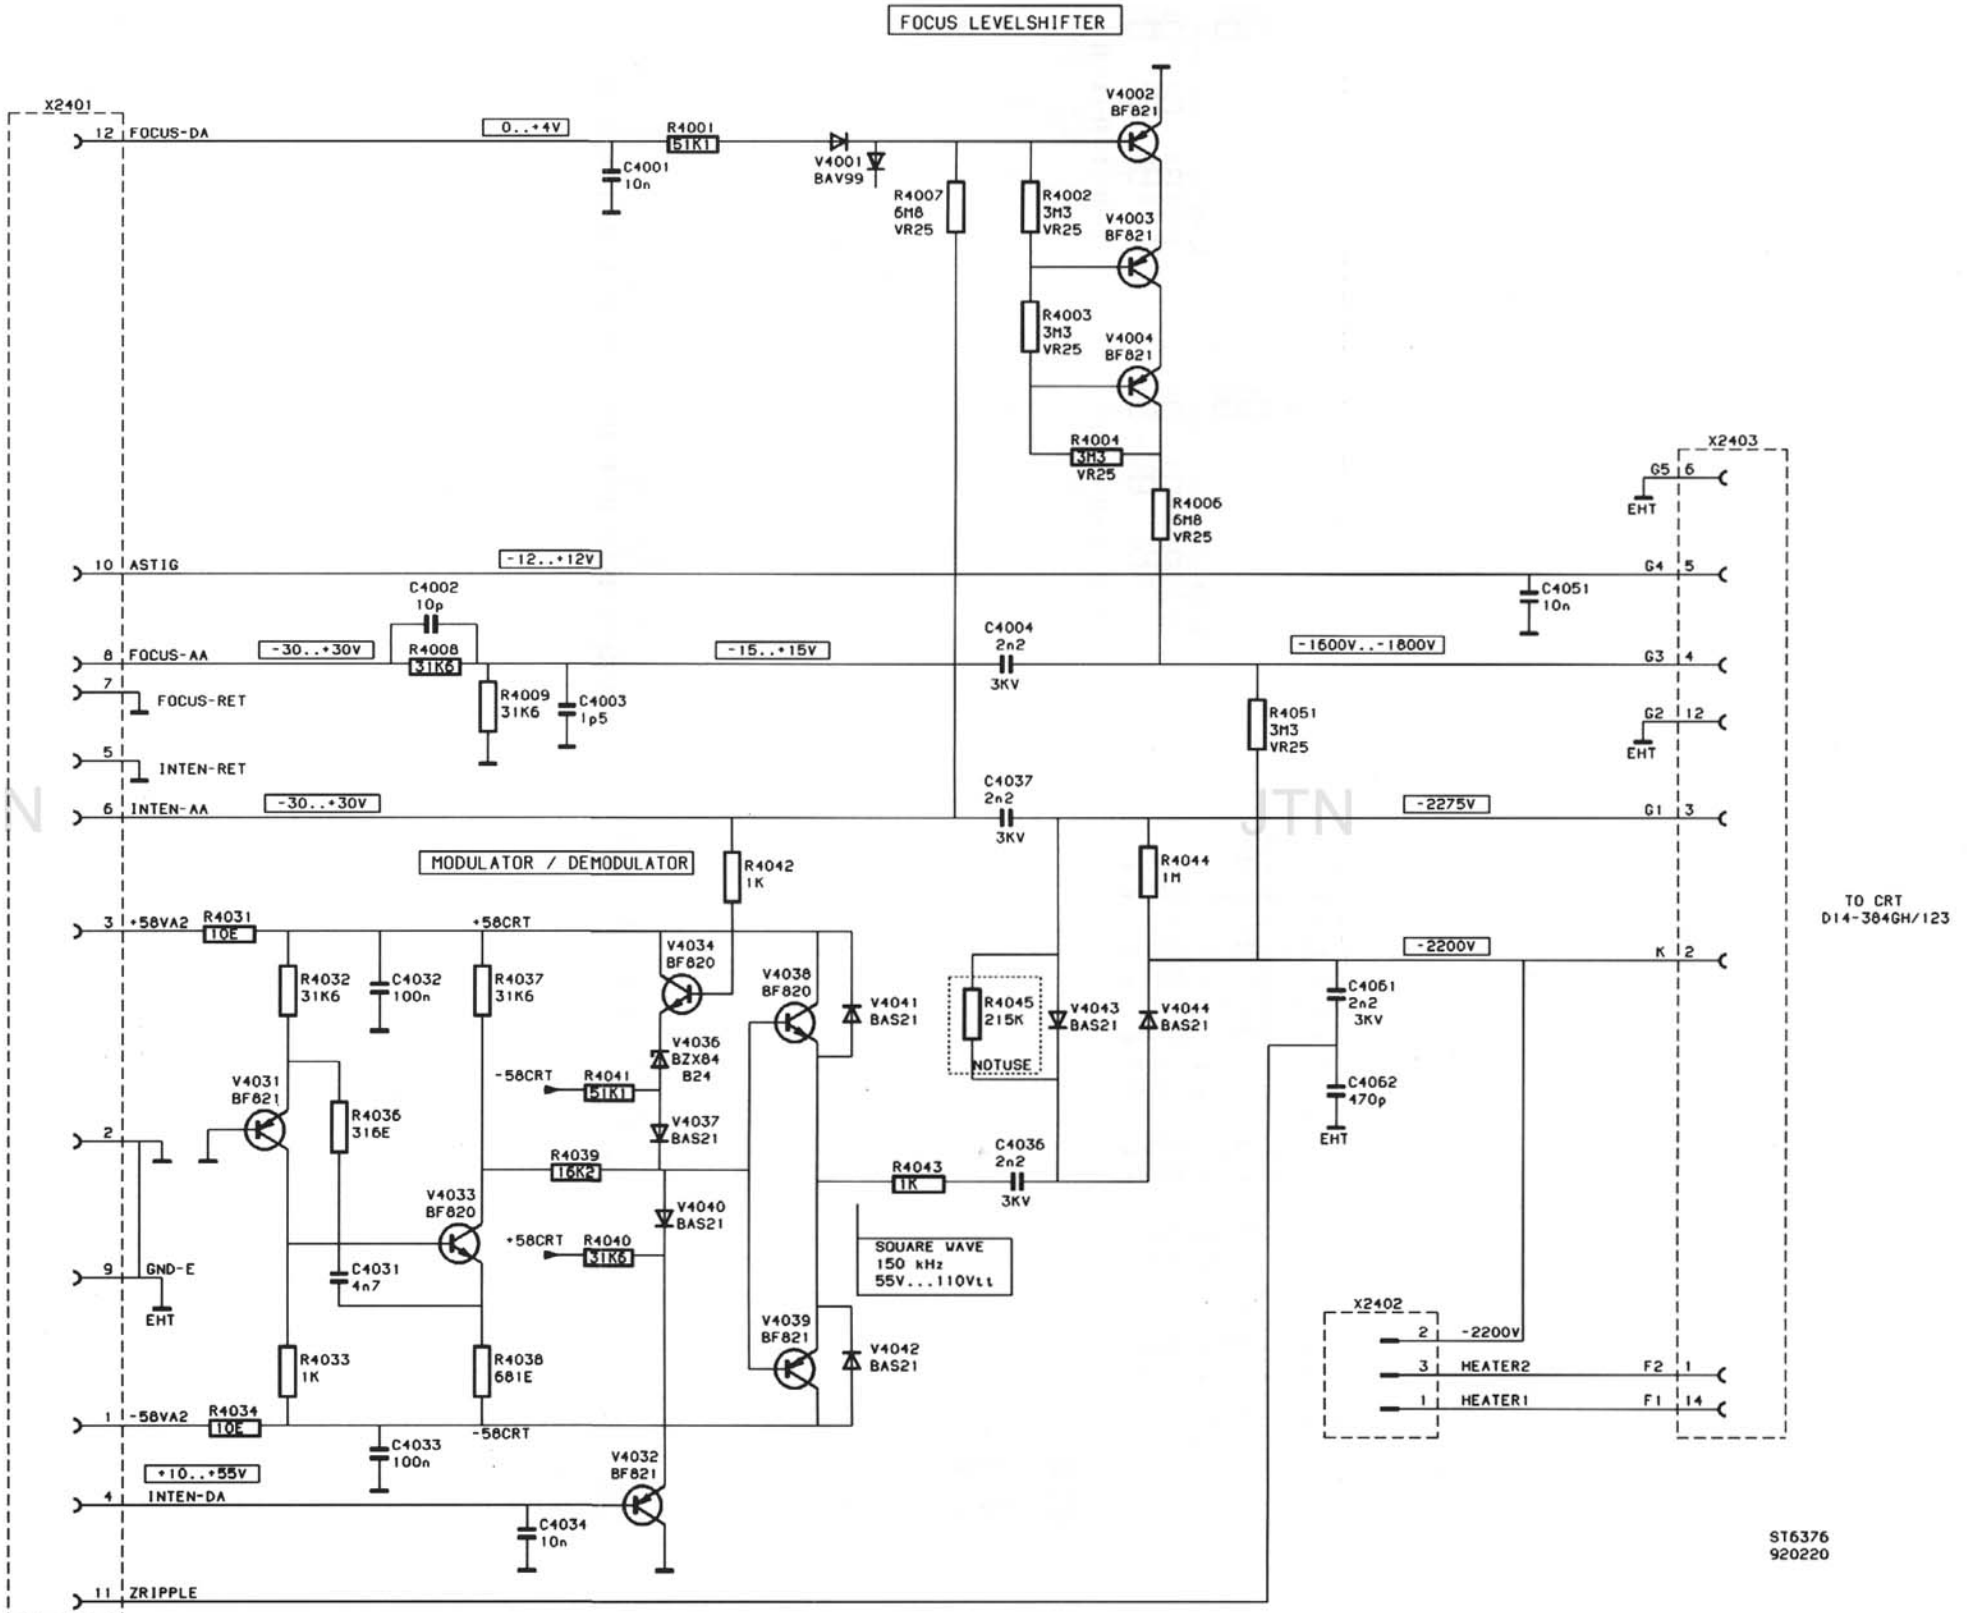 FOCUS LEVELSHIFTER
X2401
12 FOCUS-DA
0..+4V
R4001
51K1
C4001
10n
V4001
BAV99
V4002
BF821
R4007
6M8
VR25
R4002
3M3
VR25
V4003
BF821
R4003
3M3
VR25
V4004
BF821
R4004
3M3
VR25
R4006
6M8
VR25
X2403
G5 6
EHT
10 ASTIG
-12..+12V
G4 5
C4051
10n
C4002
10p
8 FOCUS-AA
-30..+30V
R4008
31K6
-15..+15V
C4004
2n2
3KV
-1600V..-1800V
G3 4
7
FOCUS-RET
R4009
31K6
C4003
1p5
R4051
3M3
VR25
G2 12
EHT
5
INTEN-RET
6 INTEN-AA
-30..+30V
C4037
2n2
3KV
-2275V
G1 3
N
JTN
MODULATOR / DEMODULATOR
R4042
1K
R4044
1M
TO CRT
D14-384GH/123
3 +58VA2
R4031
10E
+58CRT
-2200V
K 2
R4032
31K6
C4032
100n
R4037
31K6
V4034
BF820
V4038
BF820
V4041
BAS21
R4045
215K
NOTUSE
V4043
BAS21
V4044
BAS21
C4061
2n2
3KV
V4036
BZX84
B24
-58CRT
R4041
51K1
V4031
BF821
R4036
316E
V4037
BAS21
C4062
470p
EHT
2
R4039
16K2
R4043
1K
C4036
2n2
3KV
V4033
BF820
V4040
BAS21
+58CRT
R4040
31K6
SQUARE WAVE
150 kHz
55V...110Vtt
9 GND-E
EHT
C4031
4n7
X2402
2 -2200V
V4039
BF821
V4042
BAS21
R4033
1K
R4038
681E
3 HEATER2
F2 1
1 HEATER1
F1 14
1 -58VA2
R4034
10E
-58CRT
C4033
100n
+10..+55V
V4032
BF821
4 INTEN-DA
C4034
10n
ST6376
920220
11 ZRIPPLE